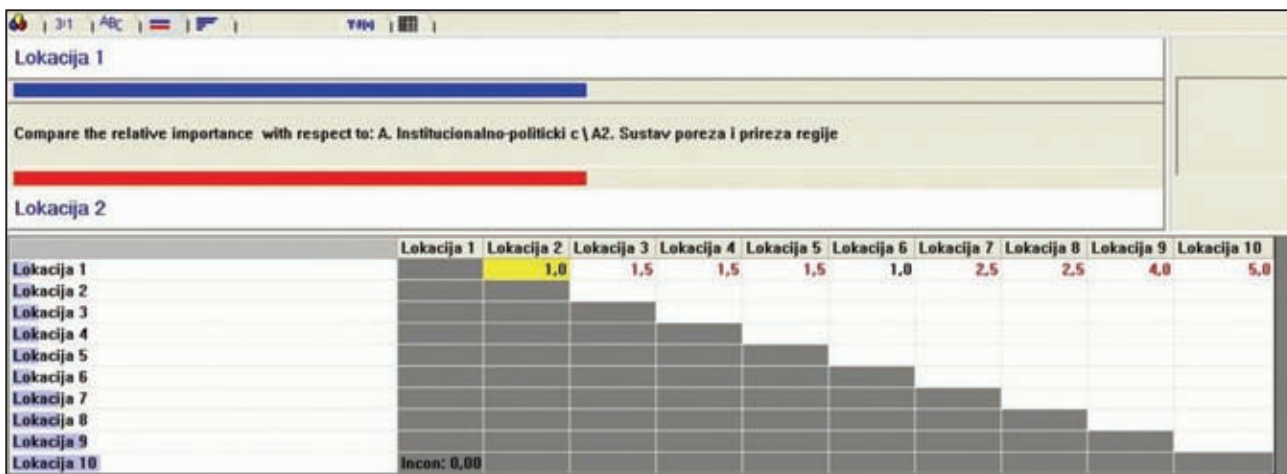 3:1 ABC
Lokacija 1
Compare the relative importance with respect to: A. Institucionalno-politicki c \ A2. Sustav poreza i prireza regije
Lokacija 2
Lokacija 1 Lokacija 2 Lokacija 3 Lokacija 4 Lokacija 5 Lokacija 6 Lokacija 7 Lokacija 8 Lokacija 9 Lokacija 10
Lokacija 1 1,0 1,5 1,5 1,5 1,0 2,5 2,5 4,0 5,0
Lokacija 2
Lokacija 3
Lokacija 4
Lokacija 5
Lokacija 6
Lokacija 7
Lokacija 8
Lokacija 9
Lokacija 10 Incon: 0,00